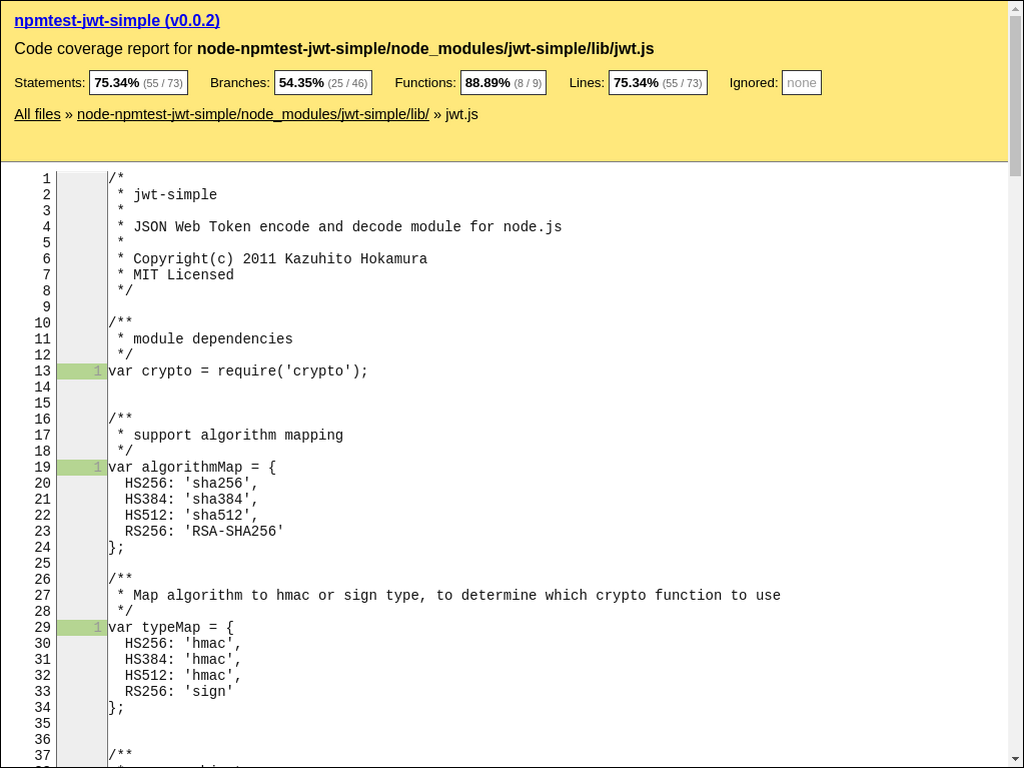 npmtest-jwt-simple (v0.0.2)
Code coverage report for node-npmtest-jwt-simple/node_modules/jwt-simple/lib/jwt.js
Statements: 75.34% (55 / 73) Branches: 54.35% (25 / 46) Functions: 88.89% (8 / 9) Lines: 75.34% (55 / 73) Ignored: none
All files » node-npmtest-jwt-simple/node_modules/jwt-simple/lib/ » jwt.js
1 /*
2  * jwt-simple
3  *
4  * JSON Web Token encode and decode module for node.js
5  *
6  * Copyright(c) 2011 Kazuhito Hokamura
7  * MIT Licensed
8  */
9
10 /**
11  * module dependencies
12  */
13 1 var crypto = require('crypto');
14
15
16 /**
17  * support algorithm mapping
18  */
19 1 var algorithmMap = {
20   HS256: 'sha256',
21   HS384: 'sha384',
22   HS512: 'sha512',
23   RS256: 'RSA-SHA256'
24 };
25
26 /**
27  * Map algorithm to hmac or sign type, to determine which crypto function to use
28  */
29 1 var typeMap = {
30   HS256: 'hmac',
31   HS384: 'hmac',
32   HS512: 'hmac',
33   RS256: 'sign'
34 };
35
36
37 /**